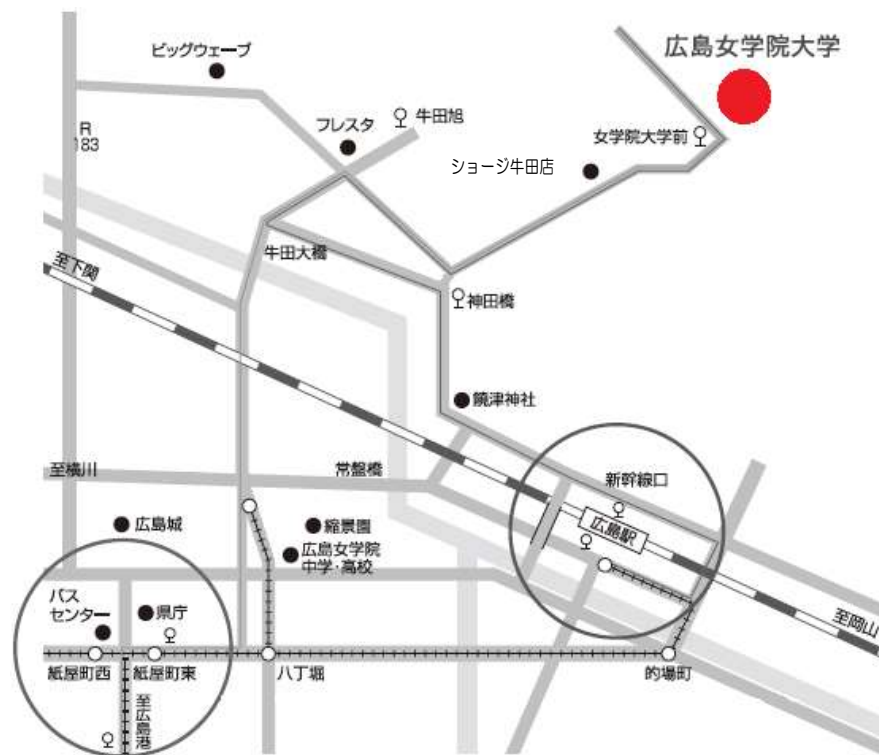 ビッグウェーブ
広島女学院大学
R
183
フレスタ
牛田旭
女学院大学前
ショージ牛田店
牛田大橋
至下関
神田橋
饒津神社
至横川
常盤橋
新幹線口
広島駅
広島城
縮景園
広島女学院
中学・高校
バス
センター
県庁
至岡山
紙屋町西
紙屋町東
八丁堀
的場町
至広島港